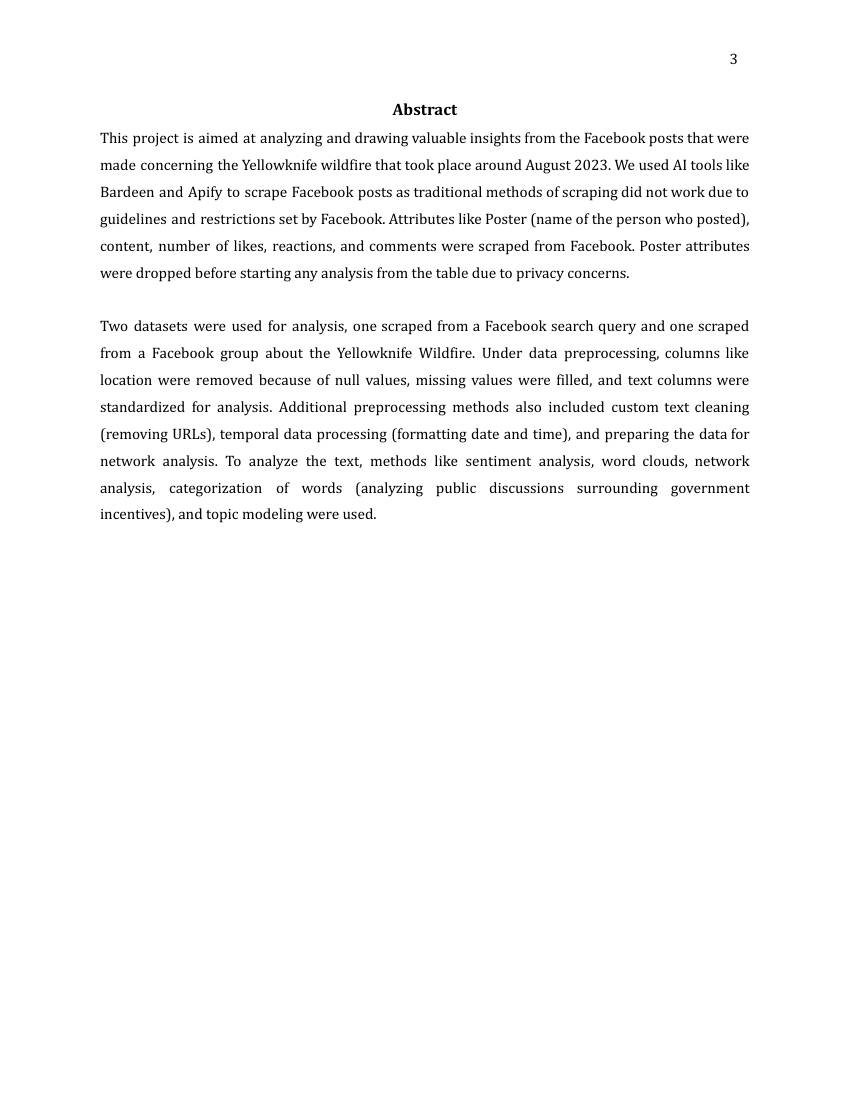 3
Abstract
This project is aimed at analyzing and drawing valuable insights from the Facebook posts that were
made concerning the Yellowknife wildfire that took place around August 2023. We used AI tools like
Bardeen and Apify to scrape Facebook posts as traditional methods of scraping did not work due to
guidelines and restrictions set by Facebook. Attributes like Poster (name of the person who posted),
content, number of likes, reactions, and comments were scraped from Facebook. Poster attributes
were dropped before starting any analysis from the table due to privacy concerns.
Two datasets were used for analysis, one scraped from a Facebook search query and one scraped
from a Facebook group about the Yellowknife Wildfire. Under data preprocessing, columns like
location were removed because of null values, missing values were filled, and text columns were
standardized for analysis. Additional preprocessing methods also included custom text cleaning
(removing URLs), temporal data processing (formatting date and time), and preparing the data for
network analysis. To analyze the text, methods like sentiment analysis, word clouds, network
analysis, categorization of words (analyzing public discussions surrounding government
incentives), and topic modeling were used.